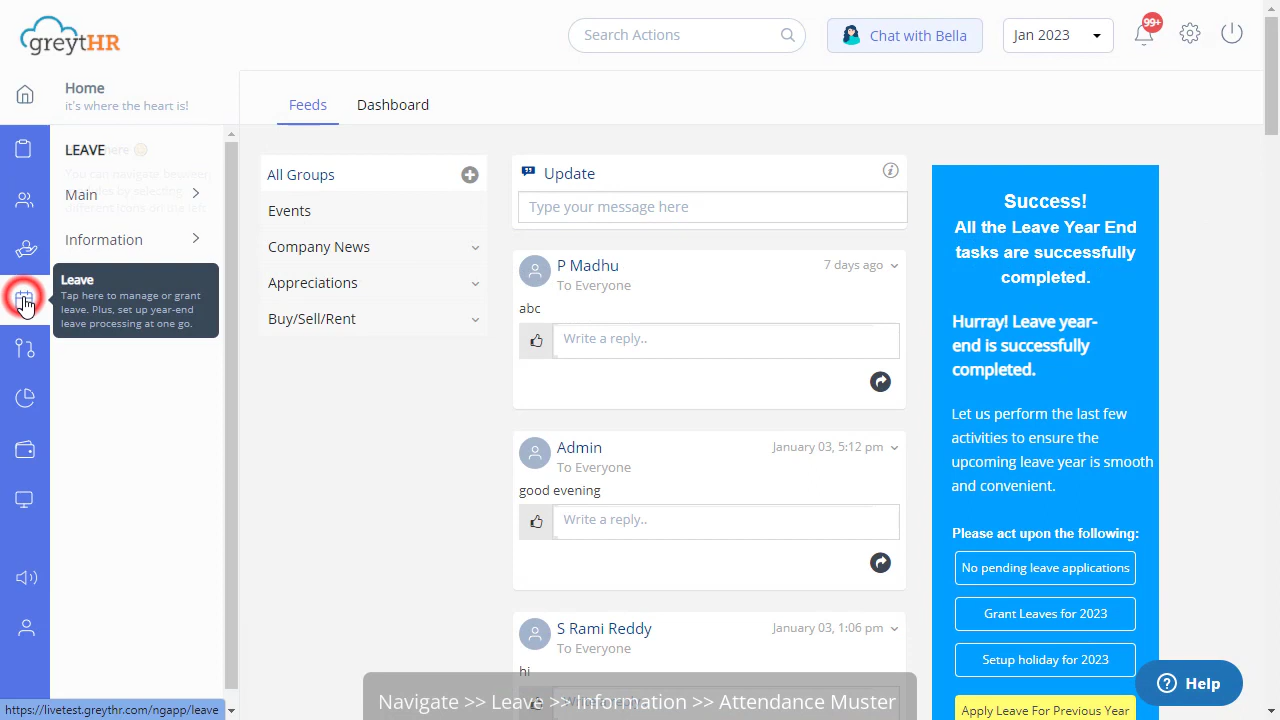 greytHR
Search Actions
Chat with Bella
Jan 2023
99+
Home
it's where the heart is!
Feeds
Dashboard
LEAVE
Main
Information
Leave
Tap here to manage or grant
leave. Plus, set up year-end
leave processing at one go.
All Groups
Events
Company News
Appreciations
Buy/Sell/Rent
Update
Type your message here
P Madhu
7 days ago
To Everyone
abc
Write a reply..
Admin
January 03, 5:12 pm
To Everyone
good evening
Write a reply..
S Rami Reddy
January 03, 1:06 pm
To Everyone
hi
Success!
All the Leave Year End
tasks are successfully
completed.
Hurray! Leave year-
end is successfully
completed.
Let us perform the last few
activities to ensure the
upcoming leave year is smooth
and convenient.
Please act upon the following:
No pending leave applications
Grant Leaves for 2023
Setup holiday for 2023
Apply Leave For Previous Year
Help
Navigate >> Leave >> Information >> Attendance Muster
https://livetest.greythr.com/ngapp/leave